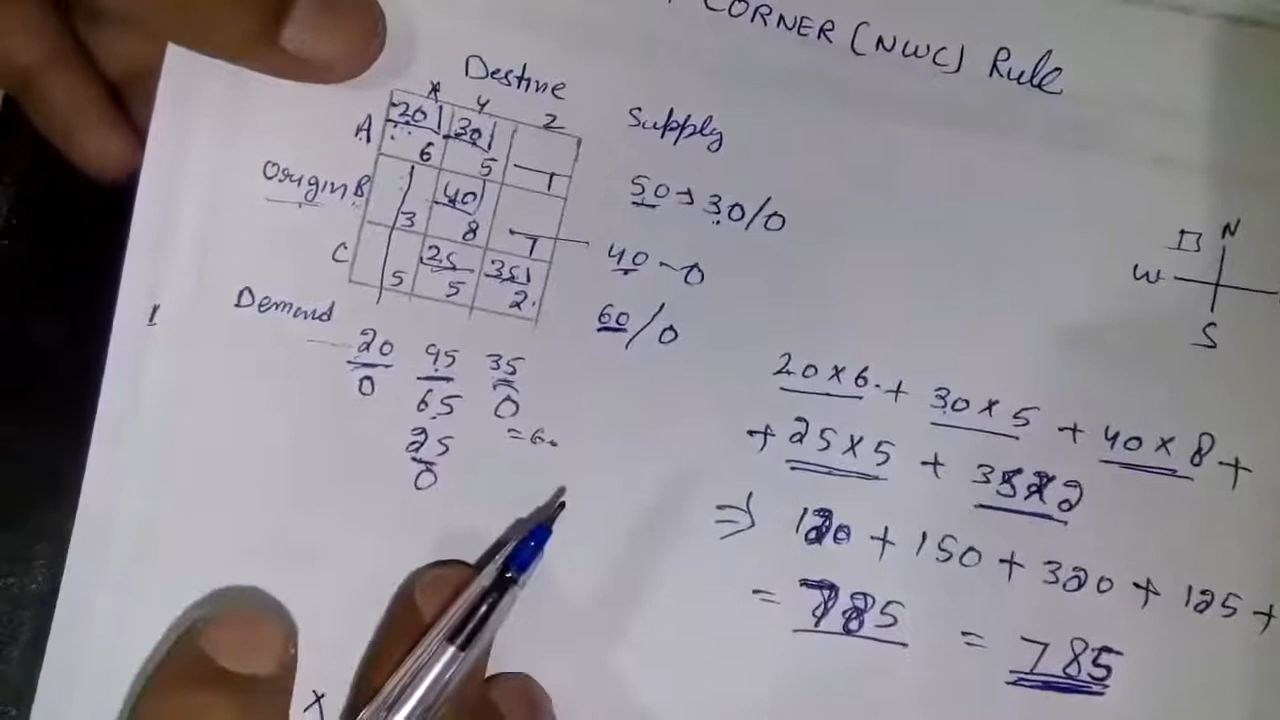 CORNER (NWC) Rule
Destine
X Y Z
Supply
A 20 6 30 5 50 → 30/0
Origin B 3 40 8 40 - 0
C 5 25 5 35 2 60/0
Demand
20 95 35
0 65 0
25 = 60
0
N
W
S
20×6 + 30×5 + 40×8 +
+ 25×5 + 35×2
⇒ 120 + 150 + 320 + 125 +
= 785 = 785
X